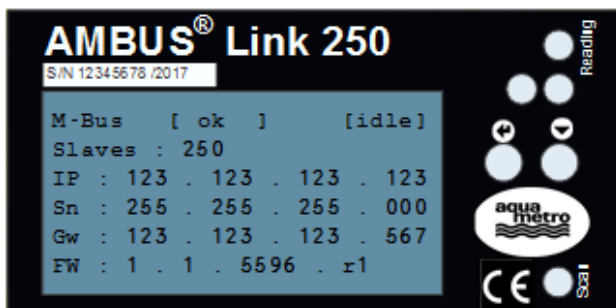 AMBUS® Link 250
S/N 12345678 /2017
M-Bus [ ok ] [idle]
Slaves : 250
IP : 123 . 123 . 123 . 123
Sn : 255 . 255 . 255 . 000
Gw : 123 . 123 . 123 . 567
FW : 1 . 1 . 5596 . r1
Reading
aqua
metro
CE
Scan